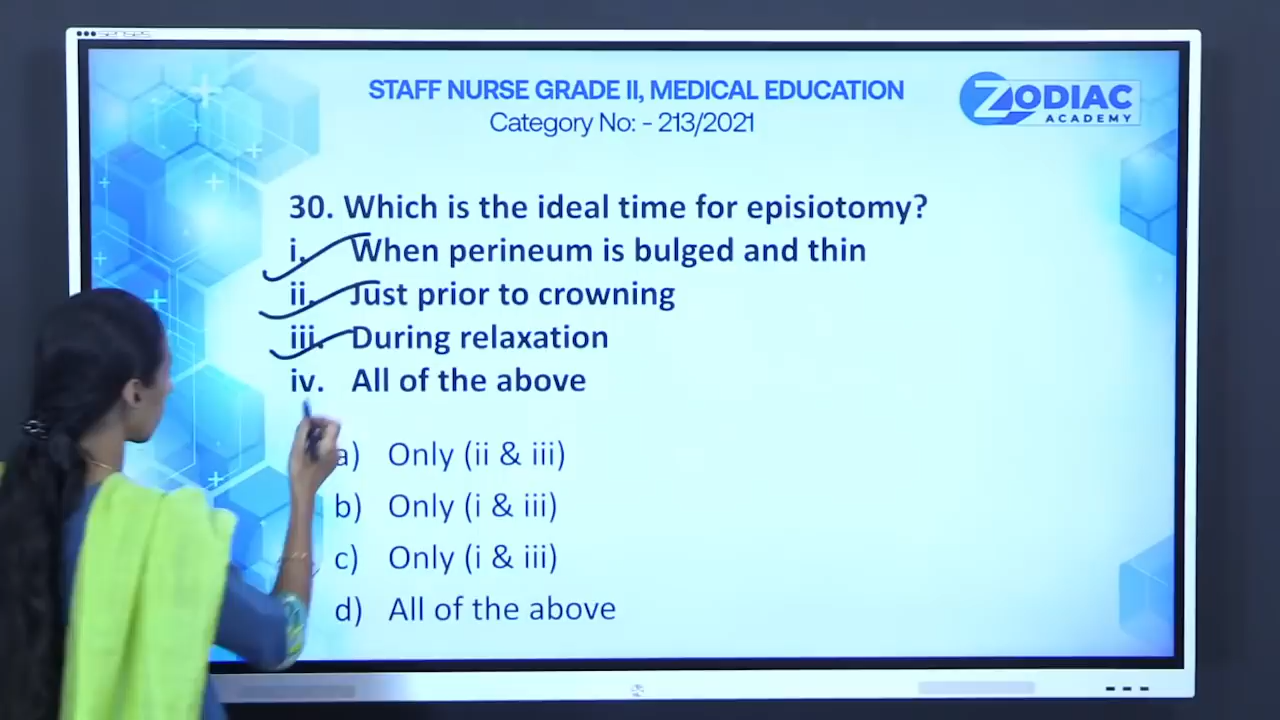 senses
STAFF NURSE GRADE II, MEDICAL EDUCATION
Category No: - 213/2021
ZODIAC
ACADEMY
30. Which is the ideal time for episiotomy?
i. When perineum is bulged and thin
ii. Just prior to crowning
iii. During relaxation
iv. All of the above
a) Only (ii & iii)
b) Only (i & iii)
c) Only (i & iii)
d) All of the above